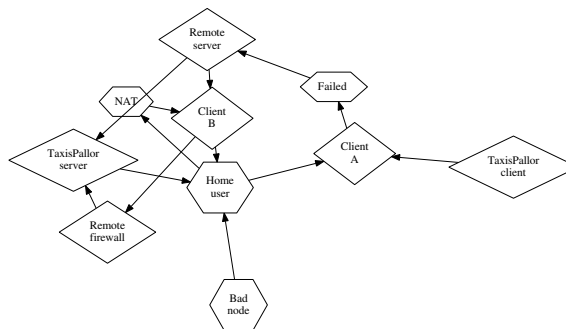 Remote
server
NAT
Failed
Client
B
TaxisPallor
server
Client
A
TaxisPallor
client
Home
user
Remote
firewall
Bad
node